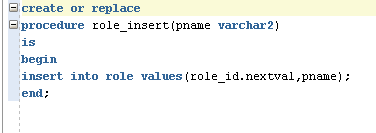 create or replace
procedure role_insert(pname varchar2)
is
begin
insert into role values(role_id.nextval,pname);
end;